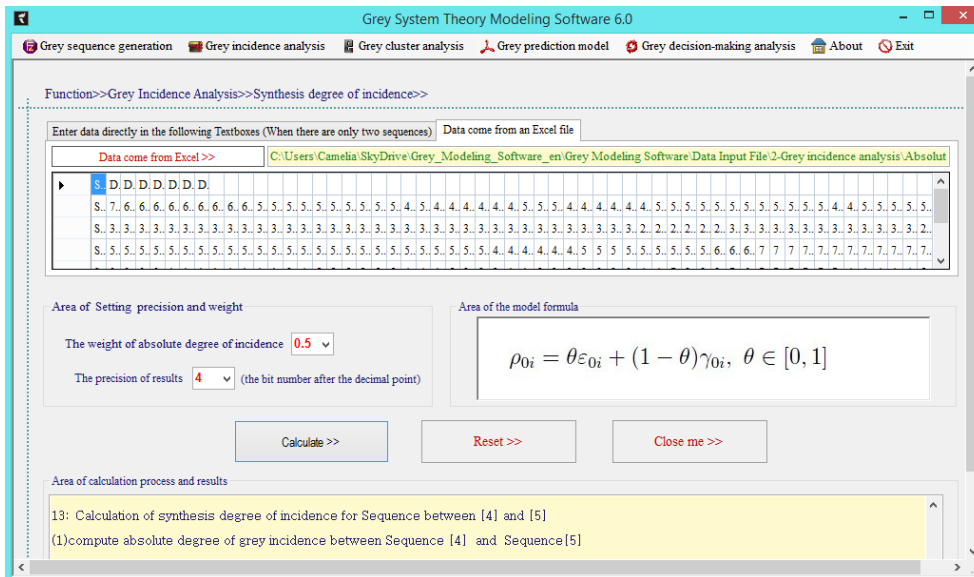 Grey System Theory Modeling Software 6.0
Grey sequence generation Grey incidence analysis Grey cluster analysis Grey prediction model Grey decision-making analysis About Exit
Function>>Grey Incidence Analysis>>Synthesis degree of incidence>>
Enter data directly in the following Textboxes (When there are only two sequences) Data come from an Excel file
Data come from Excel >> C:\Users\Camelia\SkyDrive\Grey_Modeling_Software_en\Grey Modeling Software\Data Input File\2-Grey incidence analysis\Absolut
S.. D. D. D. D. D. D. D.
Area of Setting precision and weight Area of the model formula
The weight of absolute degree of incidence 0.5
ρ₀ᵢ = θε₀ᵢ + (1 − θ)γ₀ᵢ, θ ∈ [0, 1]
The precision of results 4 (the bit number after the decimal point)
Calculate >> Reset >> Close me >>
Area of calculation process and results
13: Calculation of synthesis degree of incidence for Sequence between [4] and [5]
(1)compute absolute degree of grey incidence between Sequence [4] and Sequence[5]